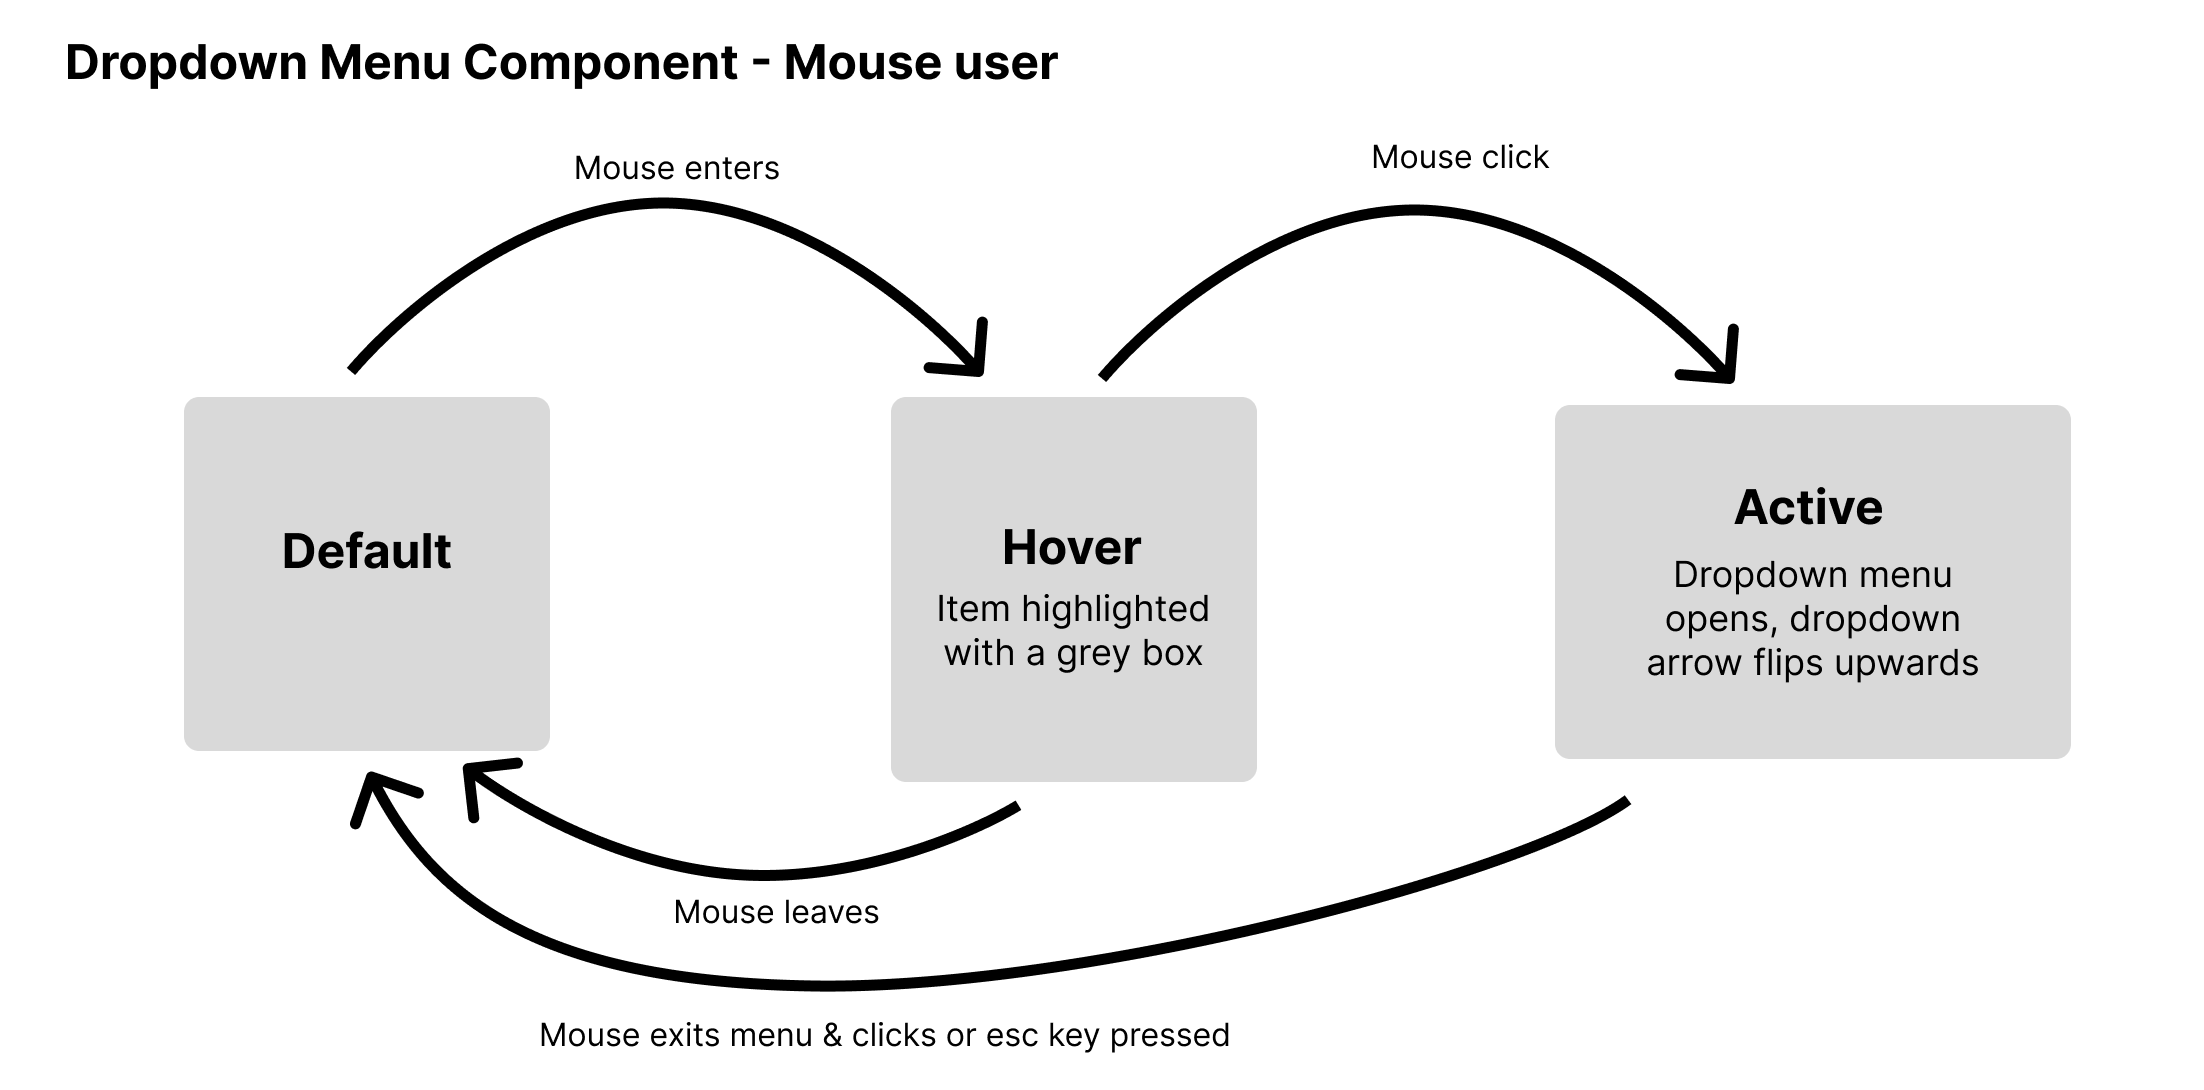 Dropdown Menu Component - Mouse user
Mouse enters
Mouse click
Default
Hover
Item highlighted
with a grey box
Active
Dropdown menu
opens, dropdown
arrow flips upwards
Mouse leaves
Mouse exits menu & clicks or esc key pressed